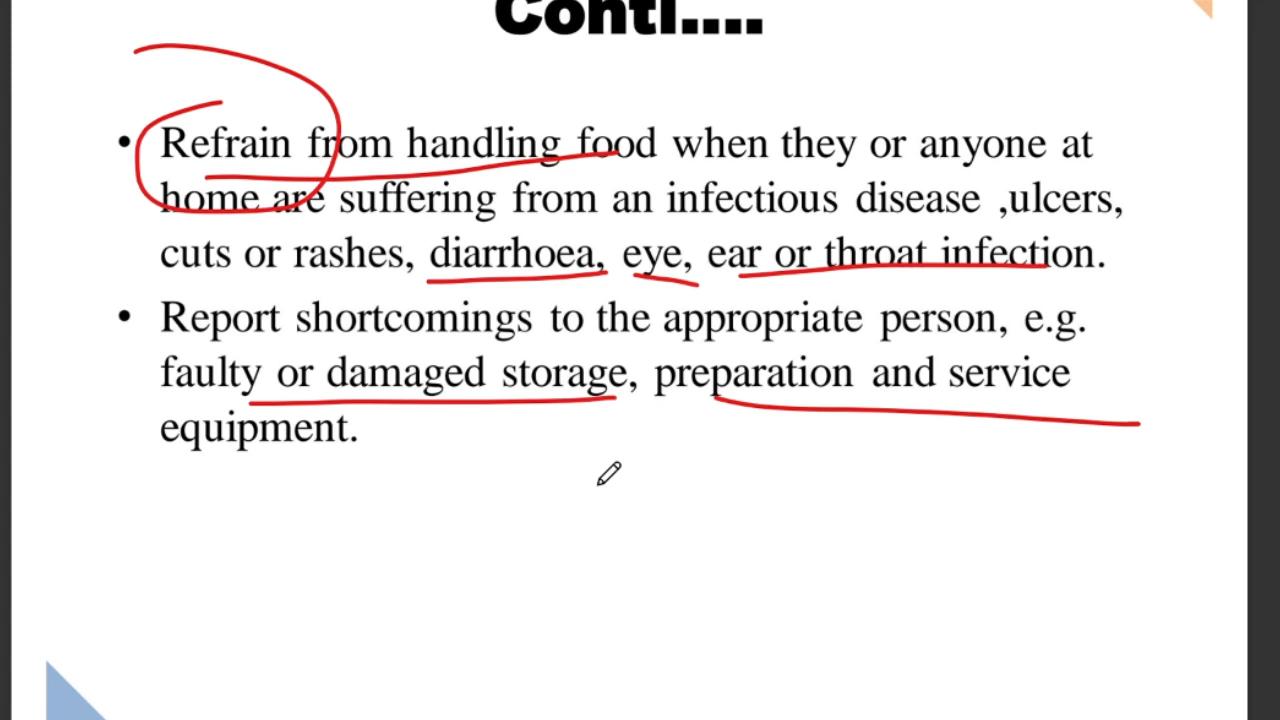 Conti....
• Refrain from handling food when they or anyone at
home are suffering from an infectious disease ,ulcers,
cuts or rashes, diarrhoea, eye, ear or throat infection.
• Report shortcomings to the appropriate person, e.g.
faulty or damaged storage, preparation and service
equipment.